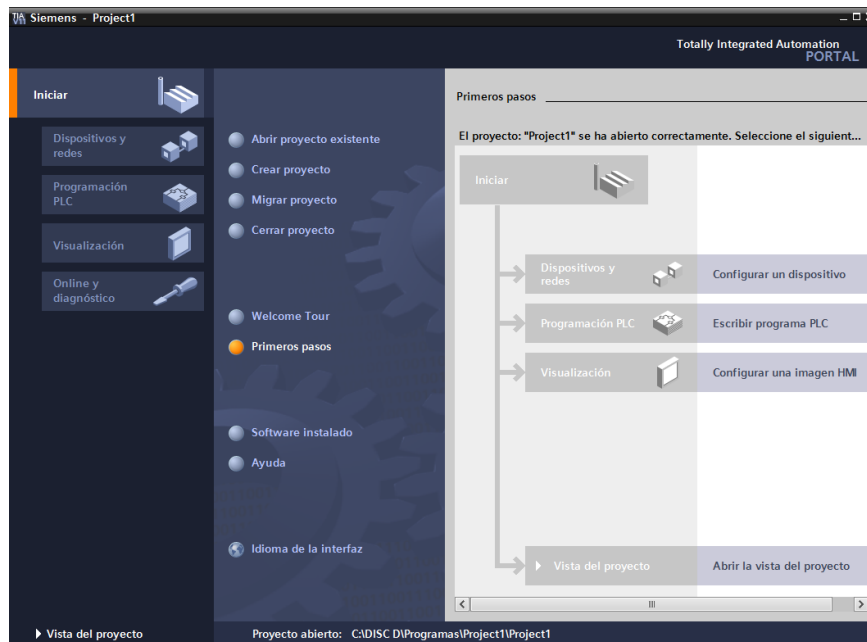 TIA Siemens - Project1
Totally Integrated Automation
PORTAL
Iniciar
Dispositivos y
redes
Programación
PLC
Visualización
Online y
diagnóstico
Abrir proyecto existente
Crear proyecto
Migrar proyecto
Cerrar proyecto
Welcome Tour
Primeros pasos
Software instalado
Ayuda
Idioma de la interfaz
Primeros pasos
El proyecto: "Project1" se ha abierto correctamente. Seleccione el siguient...
Iniciar
Dispositivos y
redes
Configurar un dispositivo
Programación PLC
Escribir programa PLC
Visualización
Configurar una imagen HMI
Vista del proyecto
Abrir la vista del proyecto
Vista del proyecto
Proyecto abierto: C:\DISC D\Programas\Project1\Project1